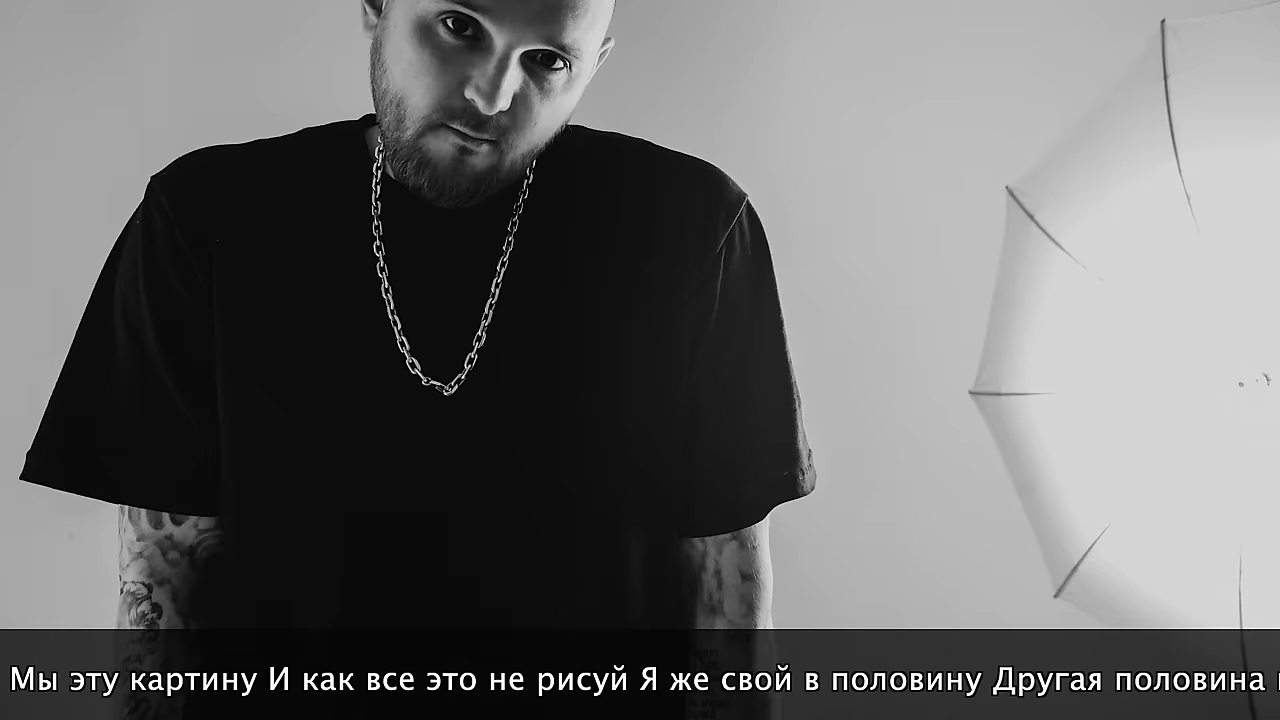 Мы эту картину И как все это не рисуй Я же свой в половину Другая половина